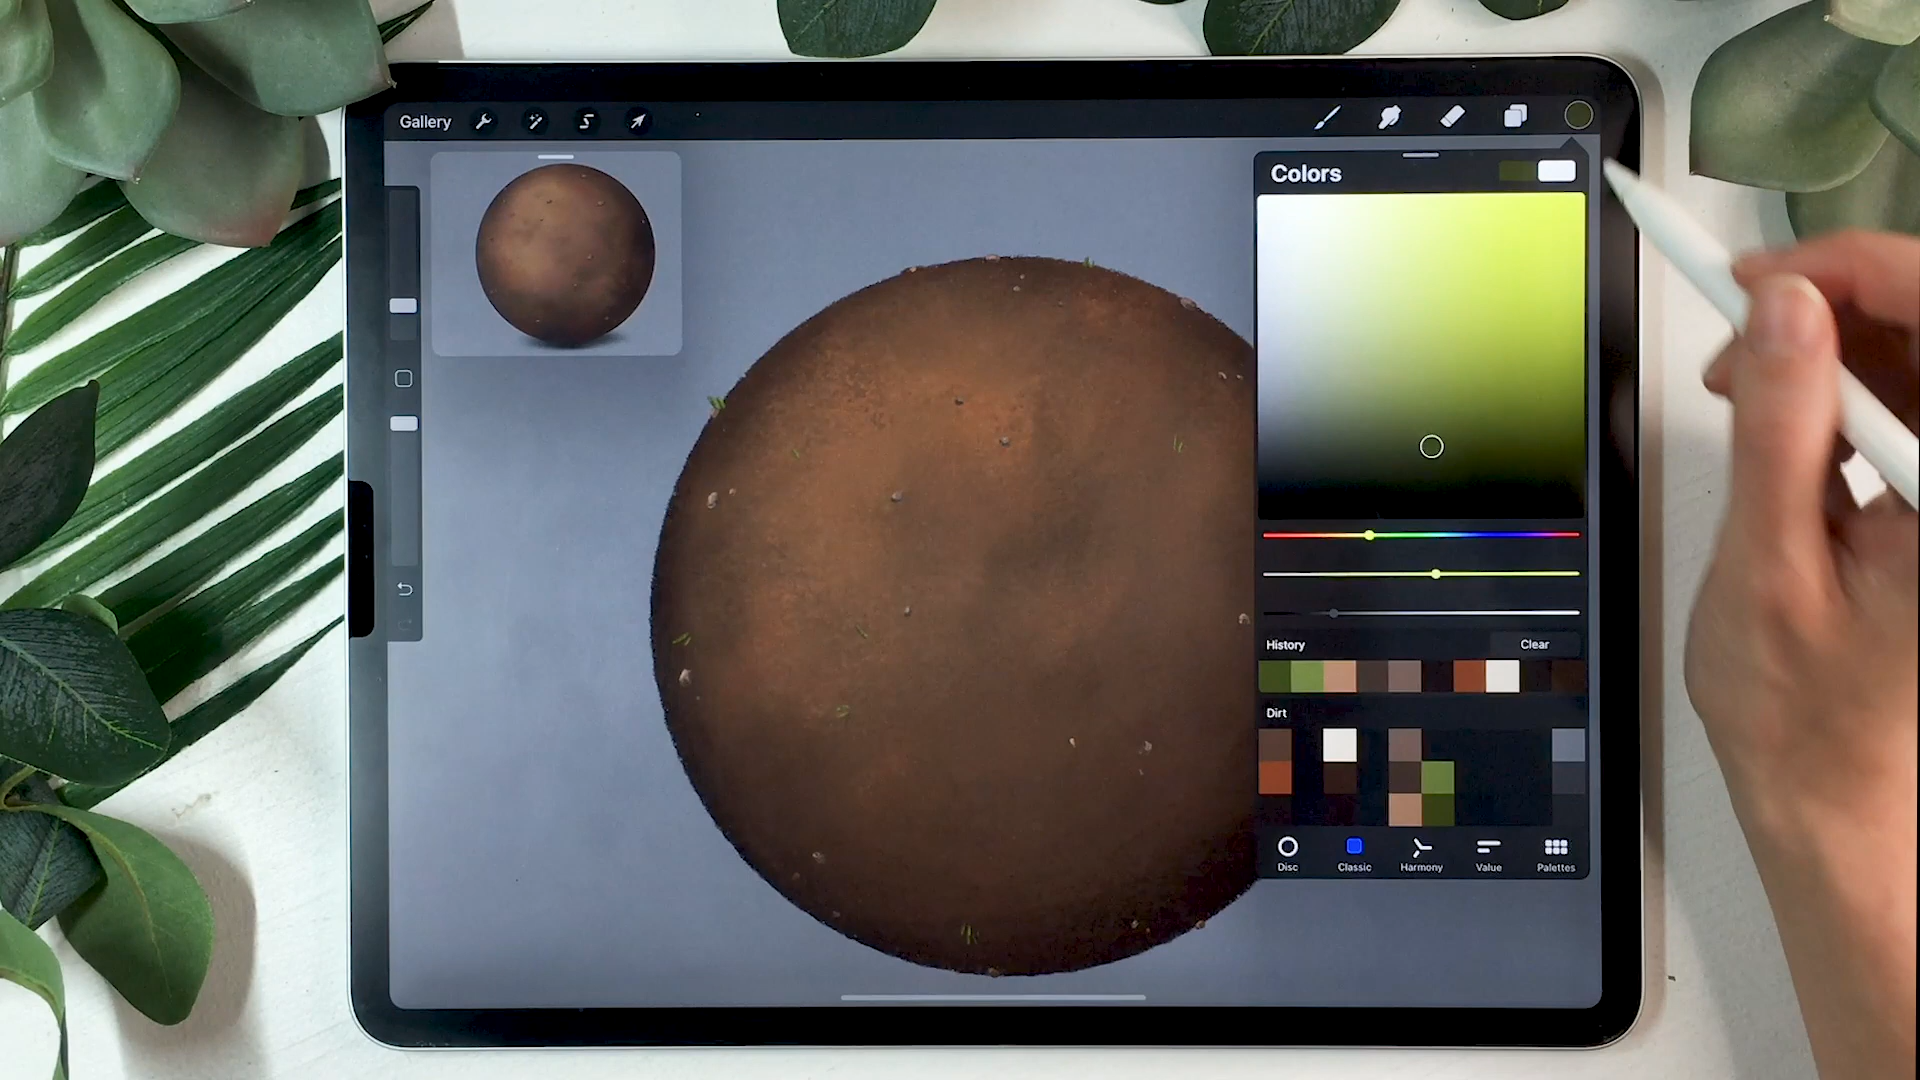 Gallery
Colors
History Clear
Dirt
Disc Classic Harmony Value Palettes